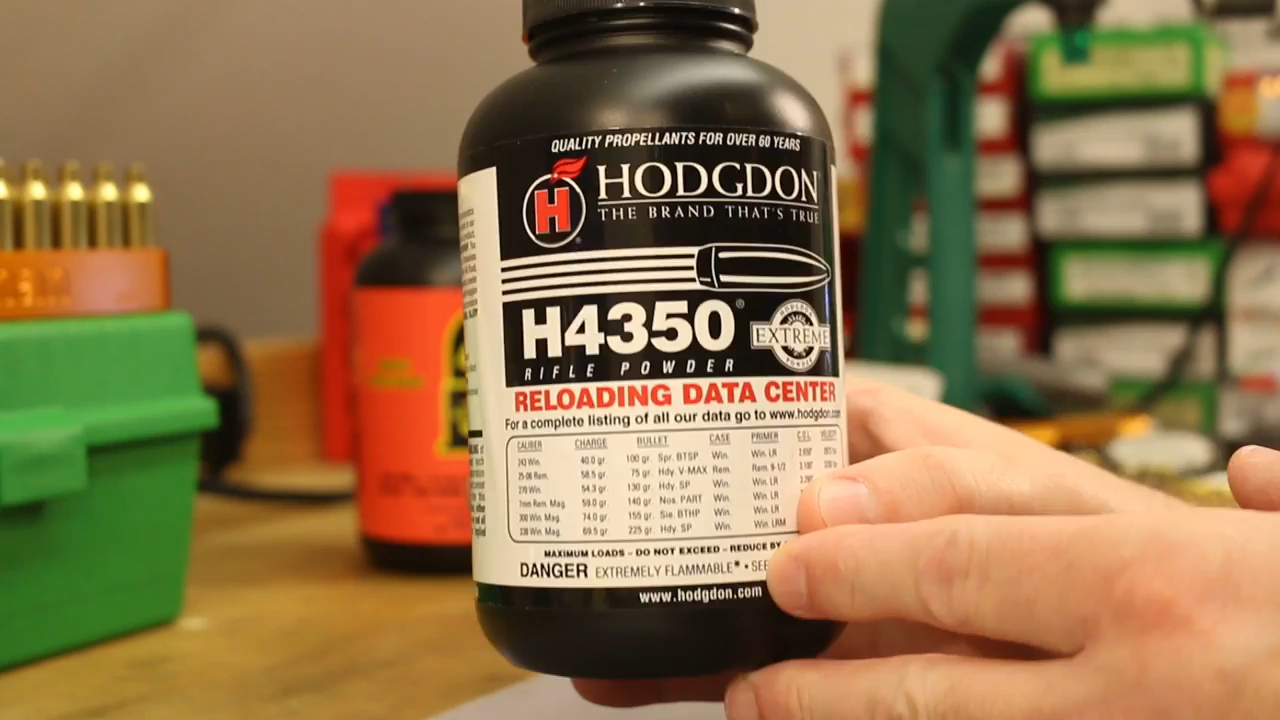 QUALITY PROPELLANTS FOR OVER 60 YEARS
H
HODGDON
THE BRAND THAT'S TRUE
H4350®
EXTREME
RIFLE POWDER
RELOADING DATA CENTER
For a complete listing of all our data go to www.hodgdon.com
CALIBER CHARGE BULLET CASE PRIMER C.O.L. VELOCITY
243 Win. 40.0 gr. 100 gr. Spr. BTSP Win. Win. LR
25-06 Rem. 58.5 gr. 75 gr. Hdy. V-MAX Rem. Rem. 9-1/2
270 Win. 54.3 gr. 130 gr. Hdy. SP Win. Win. LR
7mm Rem. Mag. 59.0 gr. 140 gr. Nos. PART Win. Win. LR
300 Win. Mag. 74.0 gr. 155 gr. Sie. BTHP Win. Win. LR
338 Win. Mag. 69.5 gr. 225 gr. Hdy. SP Win. Win. LRM
MAXIMUM LOADS – DO NOT EXCEED – REDUCE BY
DANGER EXTREMELY FLAMMABLE* • SEE
www.hodgdon.com